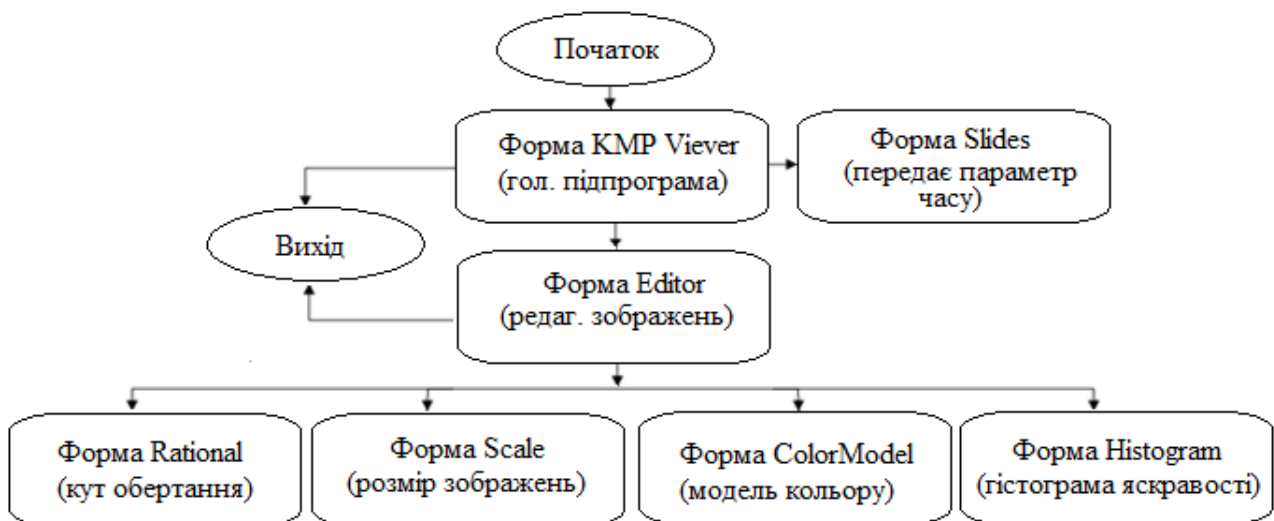 Початок
Форма KMP Viever
(гол. підпрограма)
Форма Slides
(передає параметр
часу)
Вихід
Форма Editor
(редаг. зображень)
Форма Rational
(кут обертання)
Форма Scale
(розмір зображень)
Форма ColorModel
(модель кольору)
Форма Histogram
(гістограма яскравості)